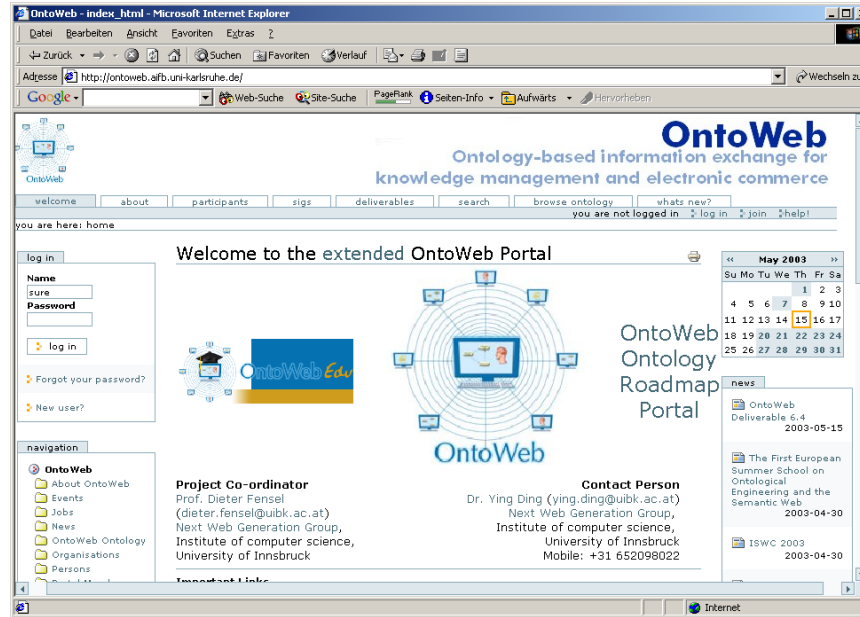 OntoWeb - index_html - Microsoft Internet Explorer
Datei Bearbeiten Ansicht Favoriten Extras ?
Zurück Suchen Favoriten Verlauf
Adresse http://ontoweb.aifb.uni-karlsruhe.de/ Wechseln zu
Google Web-Suche Site-Suche PageRank Seiten-Info Aufwärts Hervorheben
OntoWeb
OntoWeb
Ontology-based information exchange for
knowledge management and electronic commerce
welcome about participants sigs deliverables search browse ontology whats new?
you are not logged in log in join help!
you are here: home
log in
Name
sure
Password
log in
Forgot your password?
New user?
navigation
OntoWeb
About OntoWeb
Events
Jobs
News
OntoWeb Ontology
Organisations
Persons
Welcome to the extended OntoWeb Portal
OntoWeb Edu
OntoWeb
OntoWeb
Ontology
Roadmap
Portal
Project Co-ordinator
Prof. Dieter Fensel
(dieter.fensel@uibk.ac.at)
Next Web Generation Group,
Institute of computer science,
University of Innsbruck
Contact Person
Dr. Ying Ding (ying.ding@uibk.ac.at)
Next Web Generation Group,
Institute of computer science,
University of Innsbruck
Mobile: +31 652098022
Important Links
« May 2003 »
Su Mo Tu We Th Fr Sa
1 2 3
4 5 6 7 8 9 10
11 12 13 14 15 16 17
18 19 20 21 22 23 24
25 26 27 28 29 30 31
news
OntoWeb
Deliverable 6.4
2003-05-15
The First European
Summer School on
Ontological
Engineering and the
Semantic Web
2003-04-30
ISWC 2003
2003-04-30
Internet